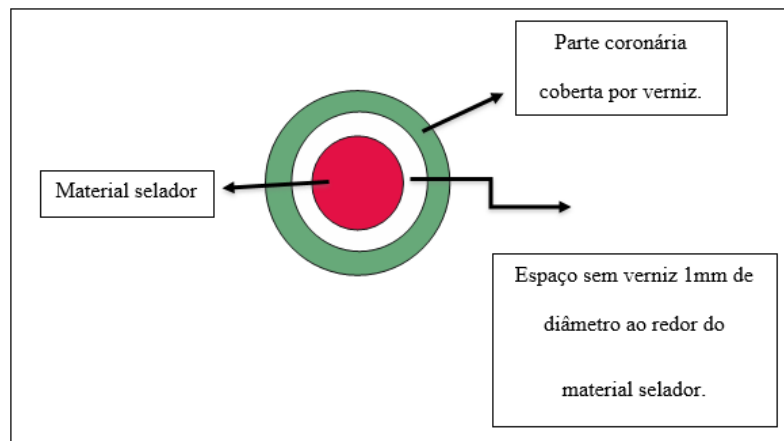 Parte coronária
coberta por verniz.
Material selador
Espaço sem verniz 1mm de
diâmetro ao redor do
material selador.